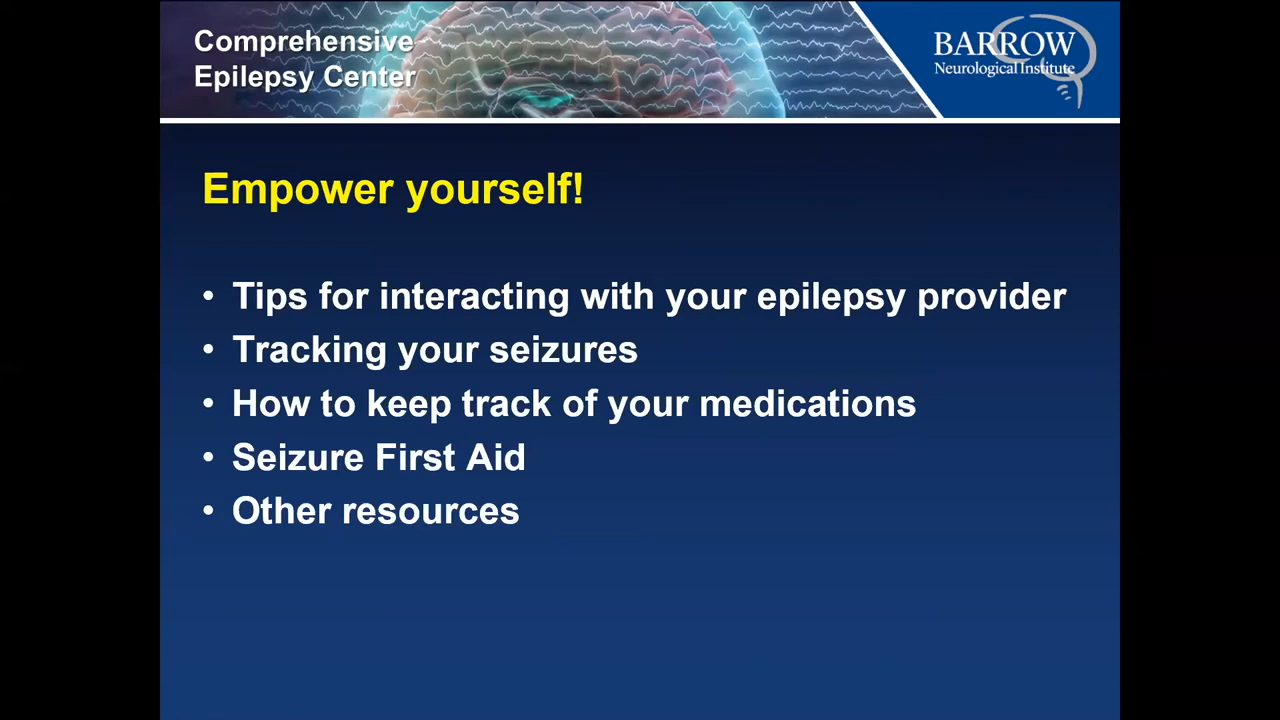 Comprehensive
Epilepsy Center
BARROW
Neurological Institute
Empower yourself!
• Tips for interacting with your epilepsy provider
• Tracking your seizures
• How to keep track of your medications
• Seizure First Aid
• Other resources